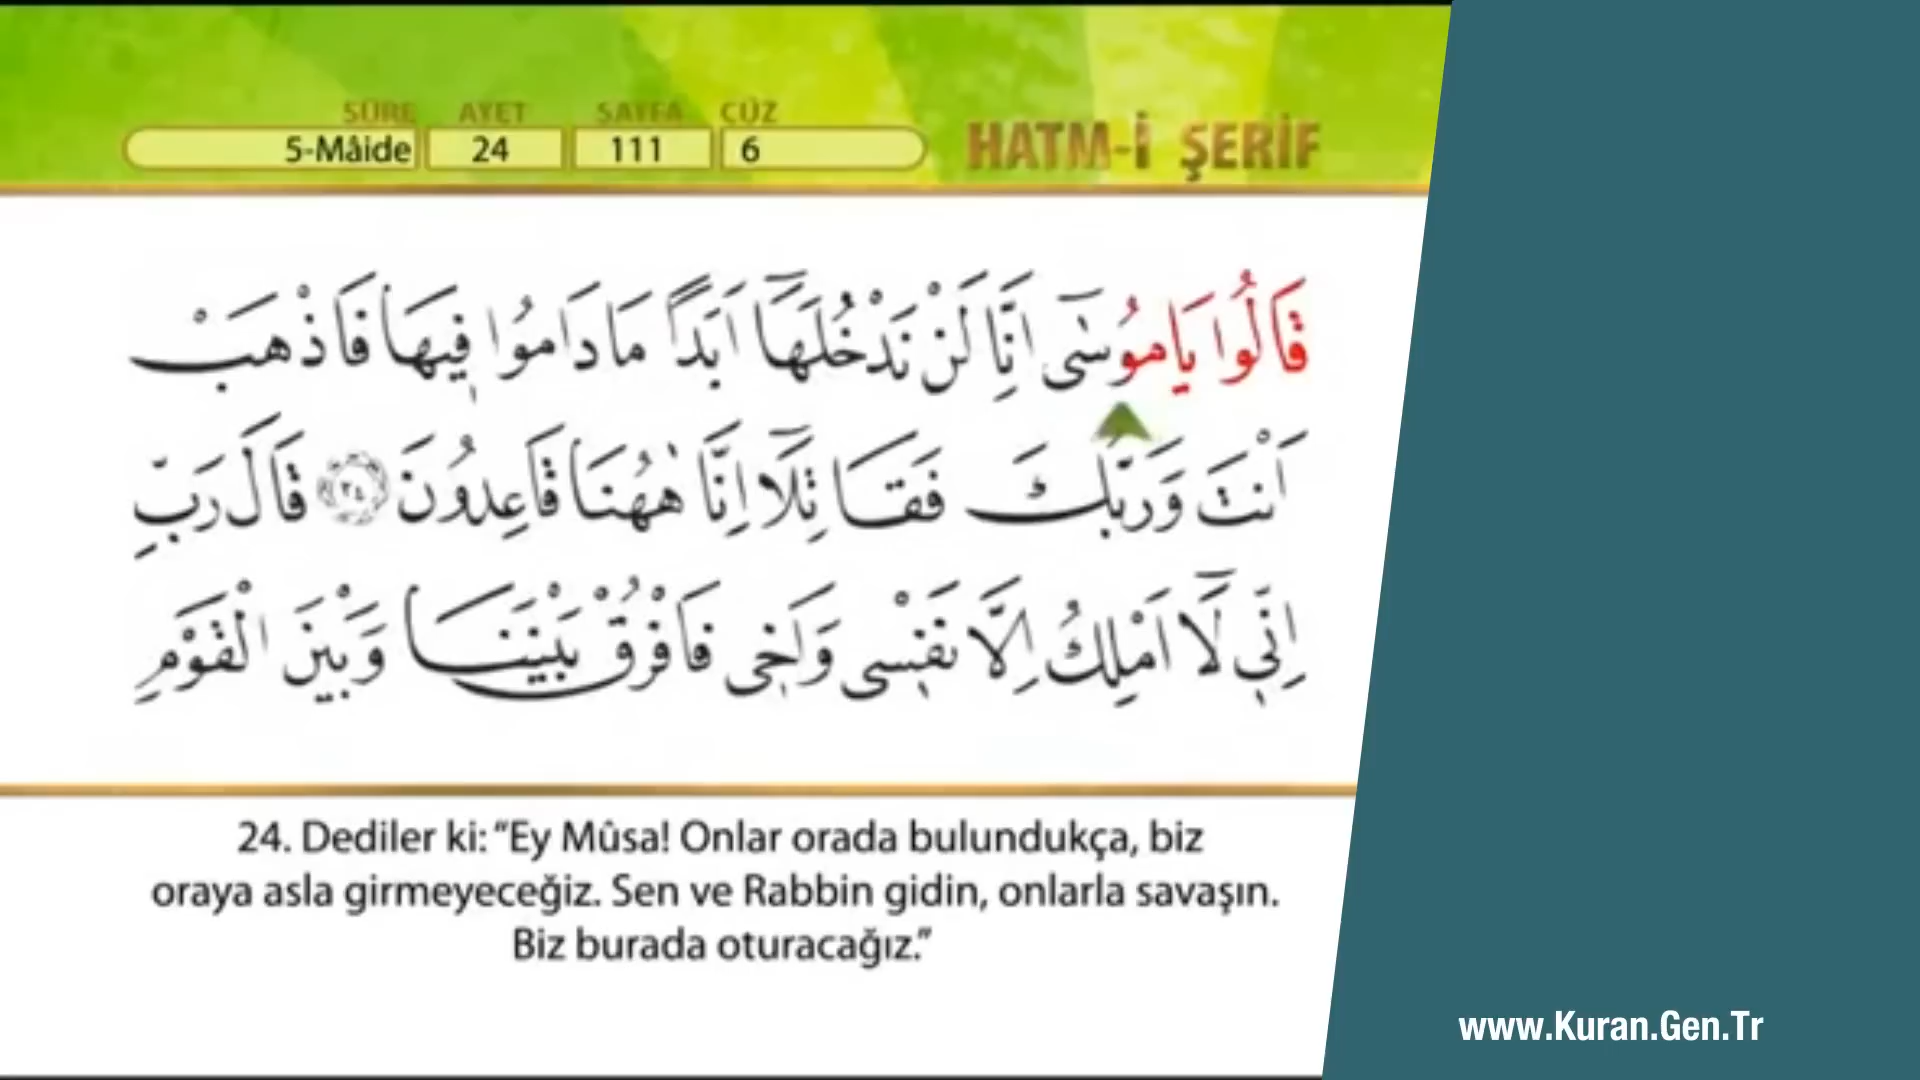 SÛRE AYET SAYFA CÜZ
5-Mâide 24 111 6
HATM-İ ŞERİF
قَالُوا يَامُوسٰٓى اِنَّا لَنْ نَدْخُلَهَٓا اَبَدًا مَا دَامُوا فِيهَا فَاذْهَبْ
اَنْتَ وَرَبُّكَ فَقَاتِلَٓا اِنَّا هٰهُنَا قَاعِدُونَ ٢٤ قَالَ رَبِّ
اِنِّي لَٓا اَمْلِكُ اِلَّا نَفْسِي وَاَخِي فَافْرُقْ بَيْنَنَا وَبَيْنَ الْقَوْمِ
24. Dediler ki: “Ey Mûsa! Onlar orada bulundukça, biz
oraya asla girmeyeceğiz. Sen ve Rabbin gidin, onlarla savaşın.
Biz burada oturacağız.”
www.Kuran.Gen.Tr